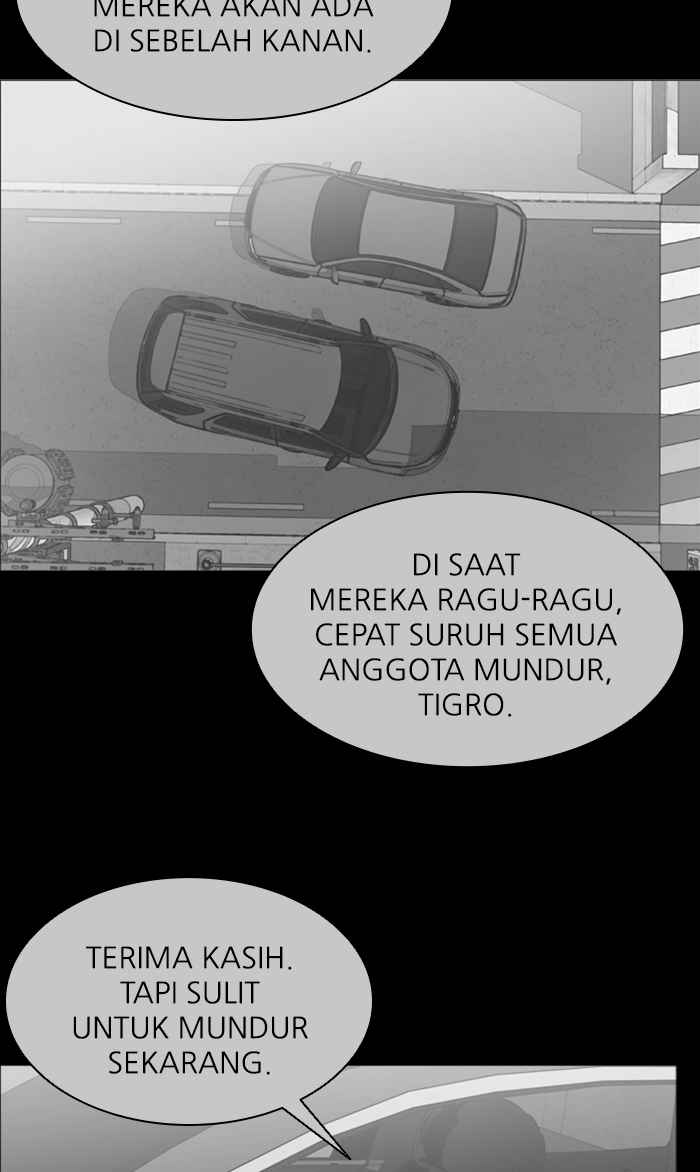 MEREKA AKAN ADA
DI SEBELAH KANAN.
DI SAAT
MEREKA RAGU-RAGU,
CEPAT SURUH SEMUA
ANGGOTA MUNDUR,
TIGRO.
TERIMA KASIH.
TAPI SULIT
UNTUK MUNDUR
SEKARANG.